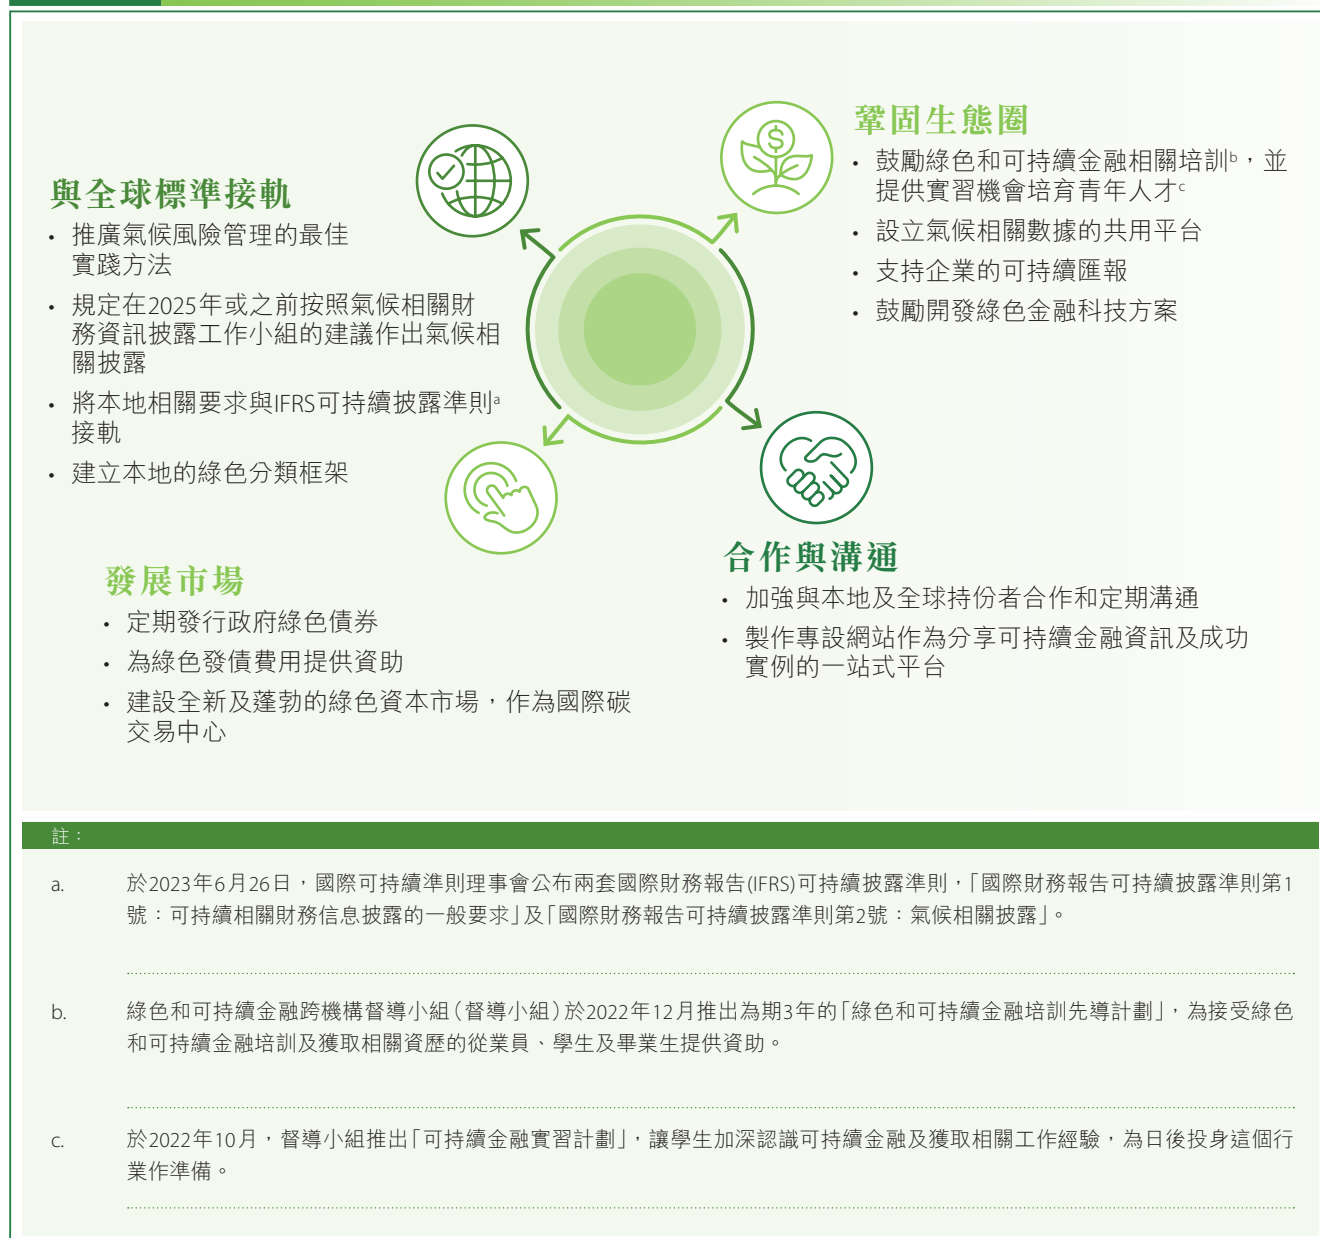 與全球標準接軌
• 推廣氣候風險管理的最佳
實踐方法
• 規定在2025年或之前按照氣候相關財
務資訊披露工作小組的建議作出氣候相
關披露
• 將本地相關要求與IFRS可持續披露準則a
接軌
• 建立本地的綠色分類框架
鞏固生態圈
• 鼓勵綠色和可持續金融相關培訓b，並
提供實習機會培育青年人才c
• 設立氣候相關數據的共用平台
• 支持企業的可持續匯報
• 鼓勵開發綠色金融科技方案
發展市場
• 定期發行政府綠色債券
• 為綠色發債費用提供資助
• 建設全新及蓬勃的綠色資本市場，作為國際碳
交易中心
合作與溝通
• 加強與本地及全球持份者合作和定期溝通
• 製作專設網站作為分享可持續金融資訊及成功
實例的一站式平台
註：
a. 於2023年6月26日，國際可持續準則理事會公布兩套國際財務報告(IFRS)可持續披露準則，「國際財務報告可持續披露準則第1
號：可持續相關財務信息披露的一般要求」及「國際財務報告可持續披露準則第2號：氣候相關披露」。
b. 綠色和可持續金融跨機構督導小組（督導小組）於2022年12月推出為期3年的「綠色和可持續金融培訓先導計劃」，為接受綠色
和可持續金融培訓及獲取相關資歷的從業員、學生及畢業生提供資助。
c. 於2022年10月，督導小組推出「可持續金融實習計劃」，讓學生加深認識可持續金融及獲取相關工作經驗，為日後投身這個行
業作準備。